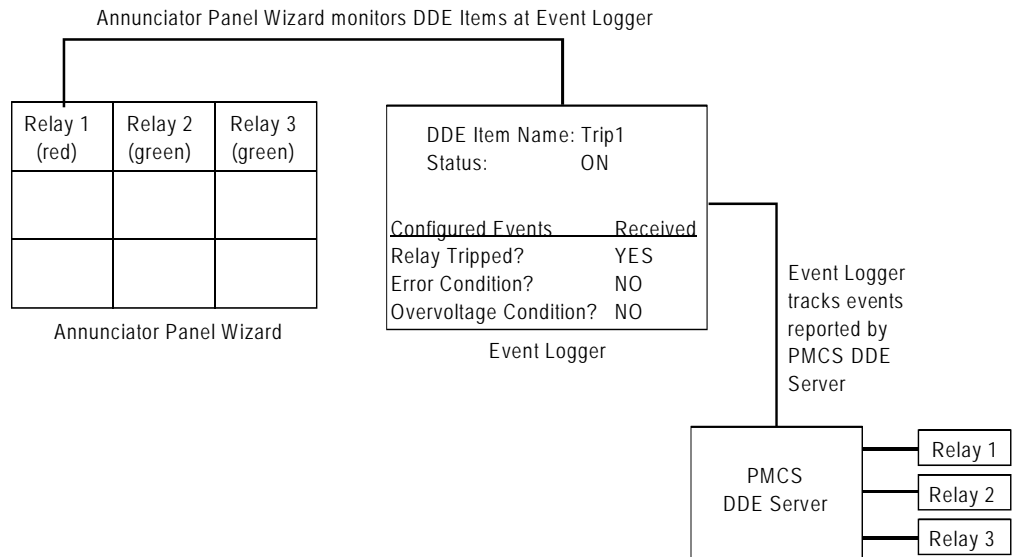 Annunciator Panel Wizard monitors DDE Items at Event Logger
Relay 1
(red)
Relay 2
(green)
Relay 3
(green)
Annunciator Panel Wizard
DDE Item Name: Trip1
Status: ON
Configured Events Received
Relay Tripped? YES
Error Condition? NO
Overvoltage Condition? NO
Event Logger
Event Logger
tracks events
reported by
PMCS DDE
Server
PMCS
DDE Server
Relay 1
Relay 2
Relay 3